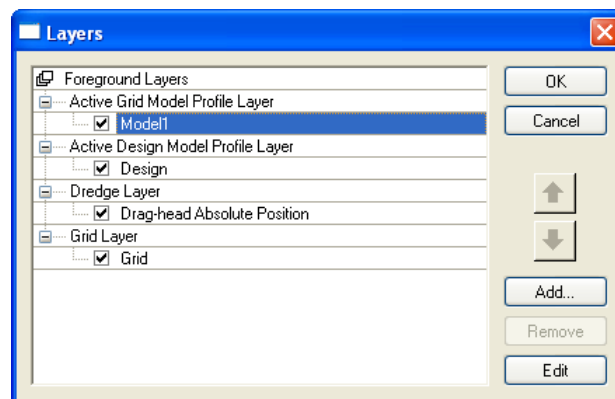 Layers
Foreground Layers
Active Grid Model Profile Layer
Model1
Active Design Model Profile Layer
Design
Dredge Layer
Drag-head Absolute Position
Grid Layer
Grid
OK
Cancel
Add...
Remove
Edit